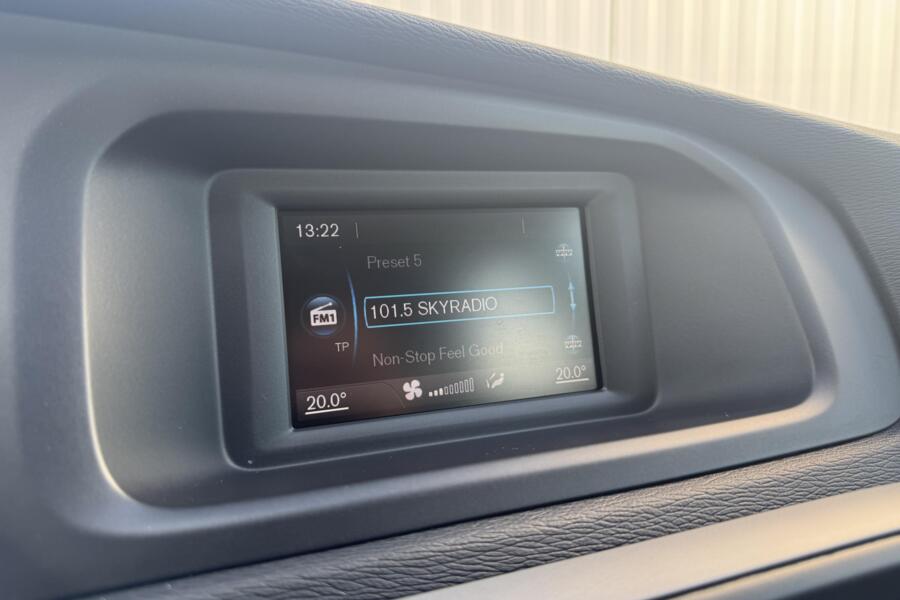 13:22
Preset 5
FM1
101.5 SKYRADIO
TP
Non-Stop Feel Good
20.0°
20.0°